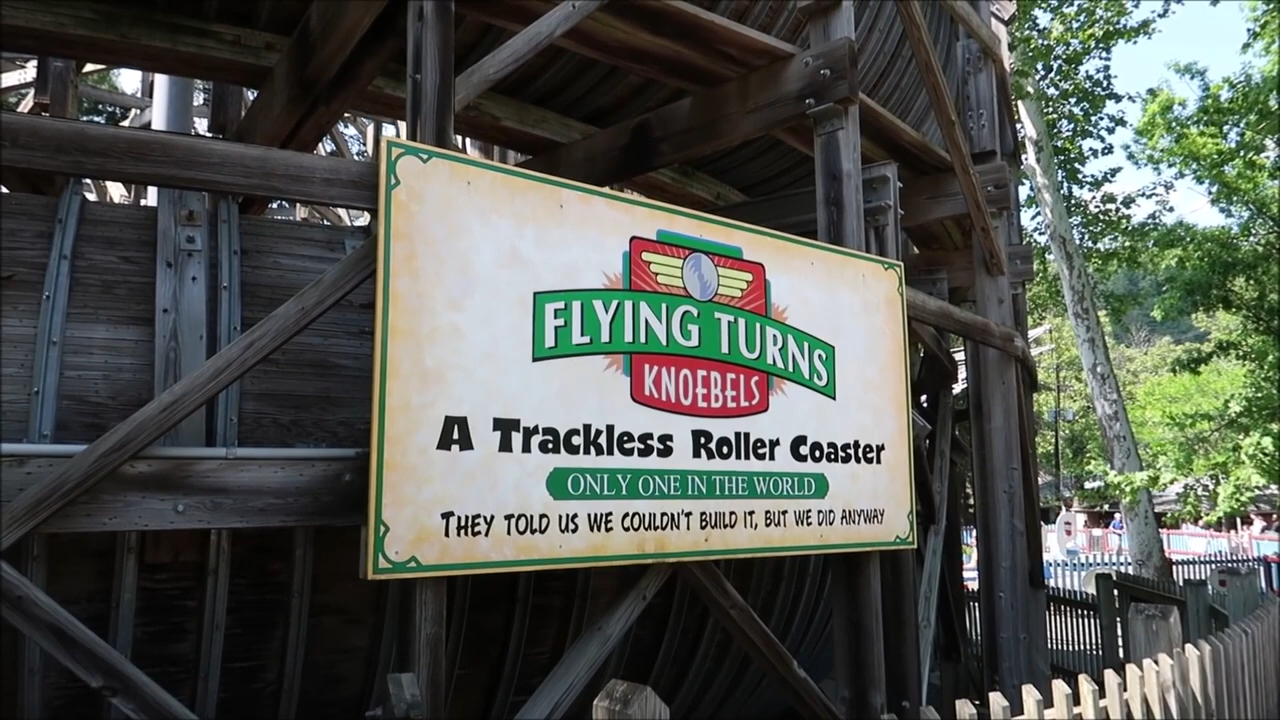 FLYING TURNS
KNOEBELS
A Trackless Roller Coaster
ONLY ONE IN THE WORLD
THEY TOLD US WE COULDN'T BUILD IT, BUT WE DID ANYWAY